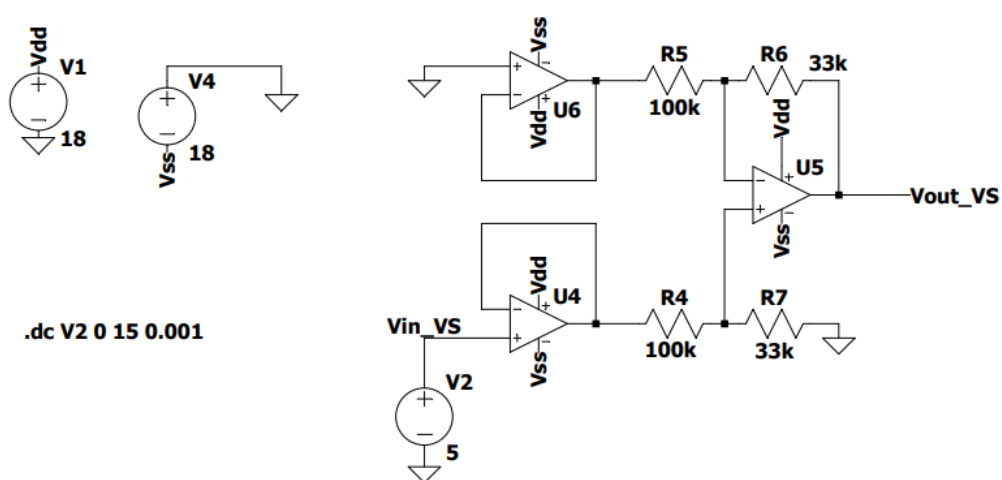 Vdd
V1
18
V4
18
Vss
.dc V2 0 15 0.001
Vss
U6
Vdd
R5
100k
R6
33k
Vdd
U5
Vss
Vout_VS
Vdd
U4
Vss
Vin_VS
V2
5
R4
100k
R7
33k